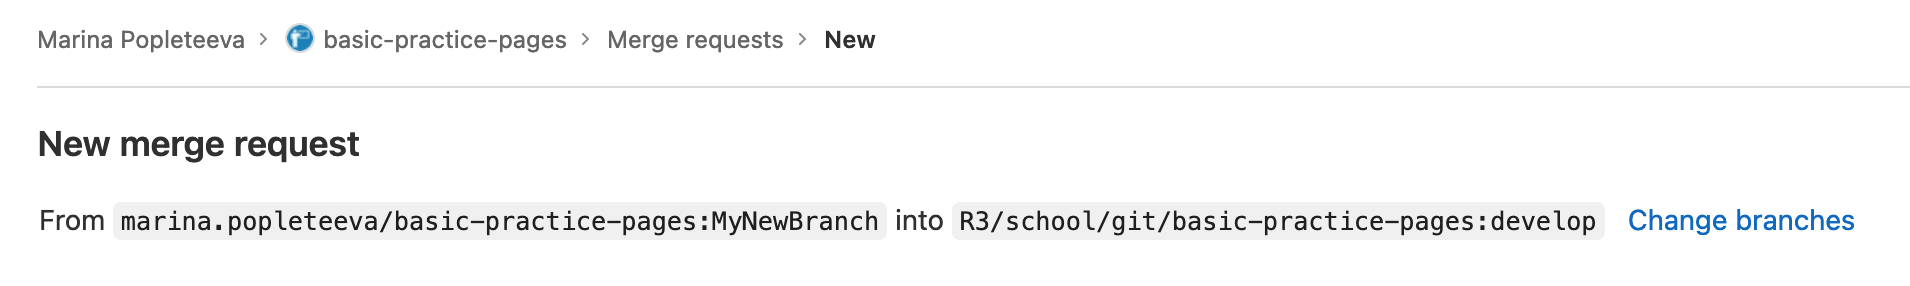 Marina Popleteeva > basic-practice-pages > Merge requests > New
New merge request
From marina.popleteeva/basic-practice-pages:MyNewBranch into R3/school/git/basic-practice-pages:develop Change branches